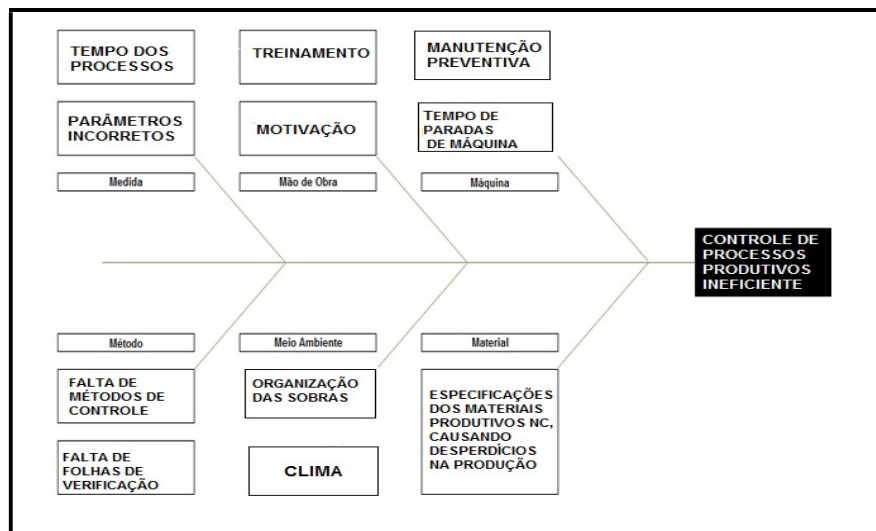 TEMPO DOS
PROCESSOS
TREINAMENTO
MANUTENÇÃO
PREVENTIVA
PARÂMETROS
INCORRETOS
MOTIVAÇÃO
TEMPO DE
PARADAS
DE MÁQUINA
Medida
Mão de Obra
Máquina
CONTROLE DE
PROCESSOS
PRODUTIVOS
INEFICIENTE
Método
Meio Ambiente
Material
FALTA DE
MÉTODOS DE
CONTROLE
ORGANIZAÇÃO
DAS SOBRAS
ESPECIFICAÇÕES
DOS MATERIAIS
PRODUTIVOS NC,
CAUSANDO
DESPERDÍCIOS
NA PRODUÇÃO
FALTA DE
FOLHAS DE
VERIFICAÇÃO
CLIMA